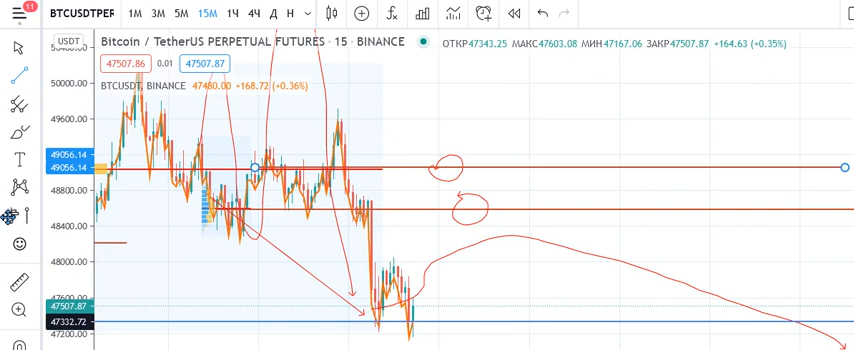 11 BTCUSDTPER 1М 3М 5М 15М 1Ч 4Ч Д Н
USDT Bitcoin / TetherUS PERPETUAL FUTURES · 15 · BINANCE ОТКР47343.25 МАКС47603.08 МИН47167.06 ЗАКР47507.87 +164.63 (+0.35%)
47507.86 0.01 47507.87
BTCUSDT, BINANCE 47480.00 +168.72 (+0.36%)
50000.00
49600.00
49056.14
49056.14
48800.00
48400.00
48000.00
47600.00
47507.87
47332.72
47200.00